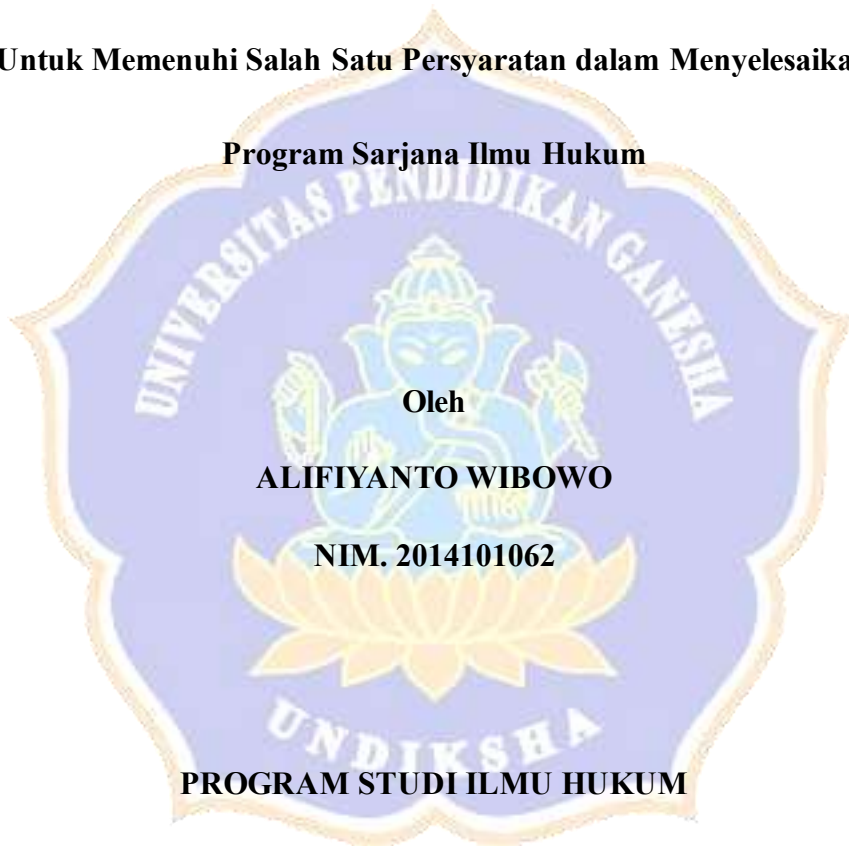 Untuk Memenuhi Salah Satu Persyaratan dalam Menyelesaika
Program Sarjana Ilmu Hukum
UNIVERSITAS PENDIDIKAN GANESHA
Oleh
ALIFIYANTO WIBOWO
NIM. 2014101062
UNDIKSHA
PROGRAM STUDI ILMU HUKUM